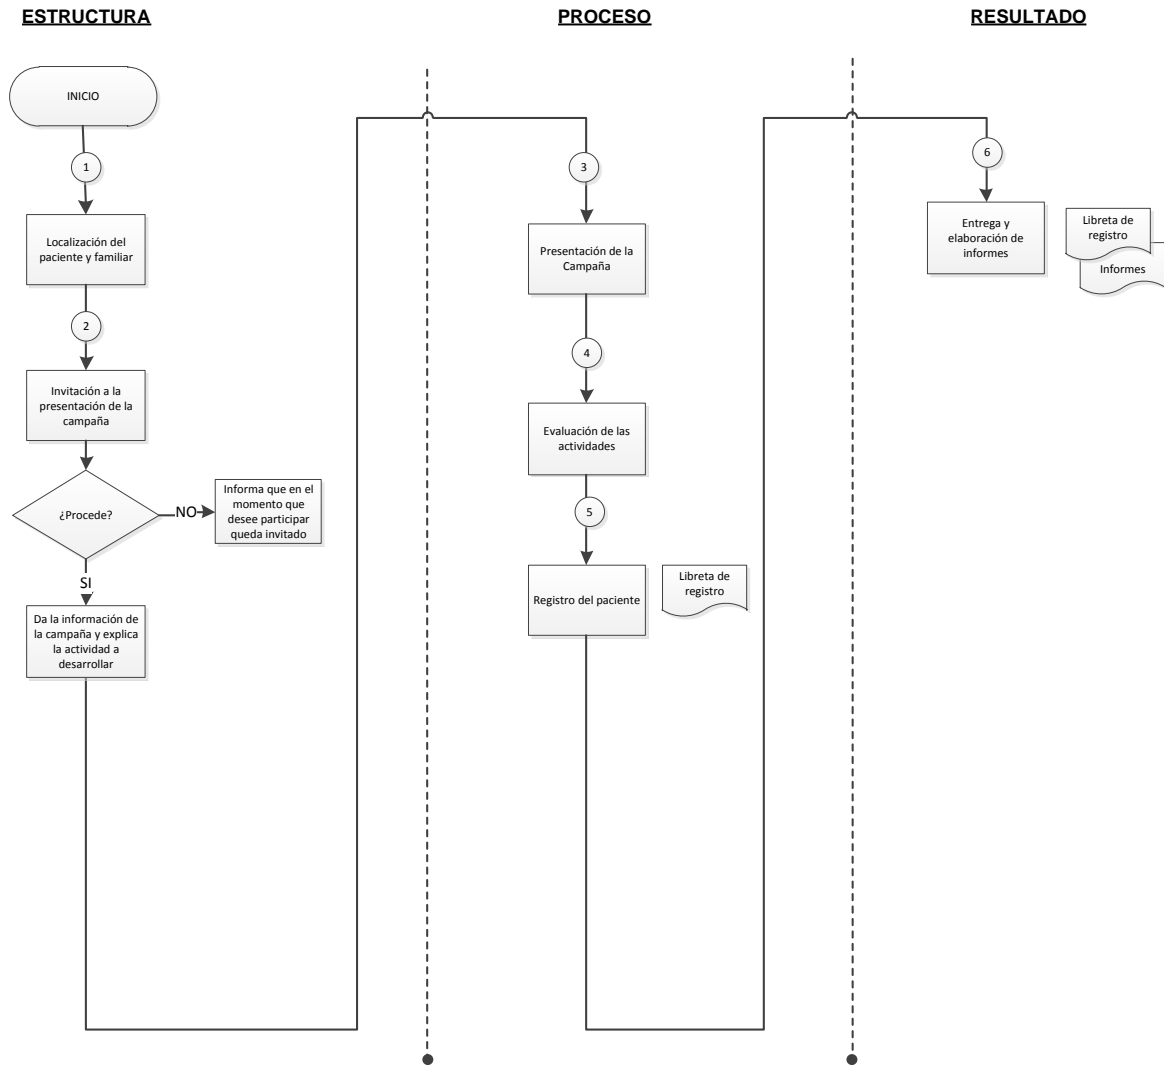 ESTRUCTURA
PROCESO
RESULTADO
INICIO
1
Localización del
paciente y familiar
2
Invitación a la
presentación de la
campaña
¿Procede?
NO
Informa que en el
momento que
desee participar
queda invitado
SI
Da la información de
la campaña y explica
la actividad a
desarrollar
3
Presentación de la
Campaña
4
Evaluación de las
actividades
5
Registro del paciente
Libreta de
registro
6
Entrega y
elaboración de
informes
Libreta de
registro
Informes